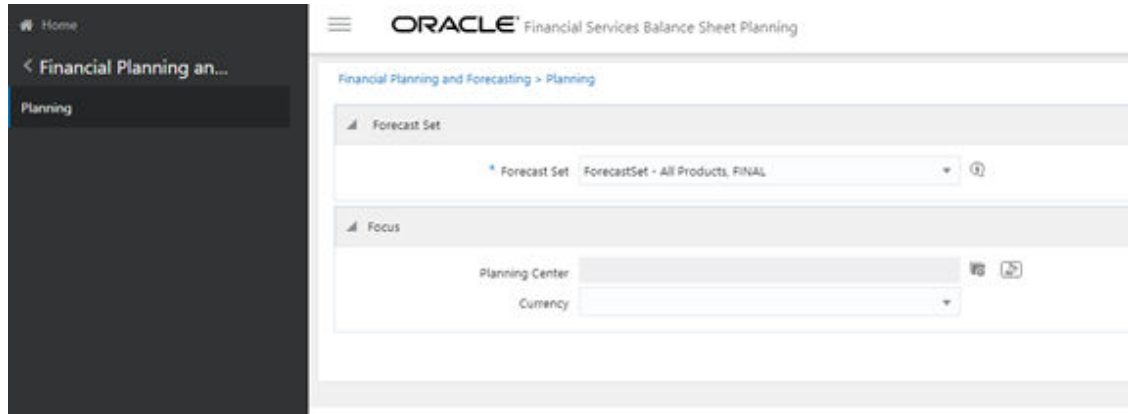 Home
< Financial Planning an...
Planning
ORACLE® Financial Services Balance Sheet Planning
Financial Planning and Forecasting > Planning
Forecast Set
* Forecast Set ForecastSet - All Products, FINAL
Focus
Planning Center
Currency